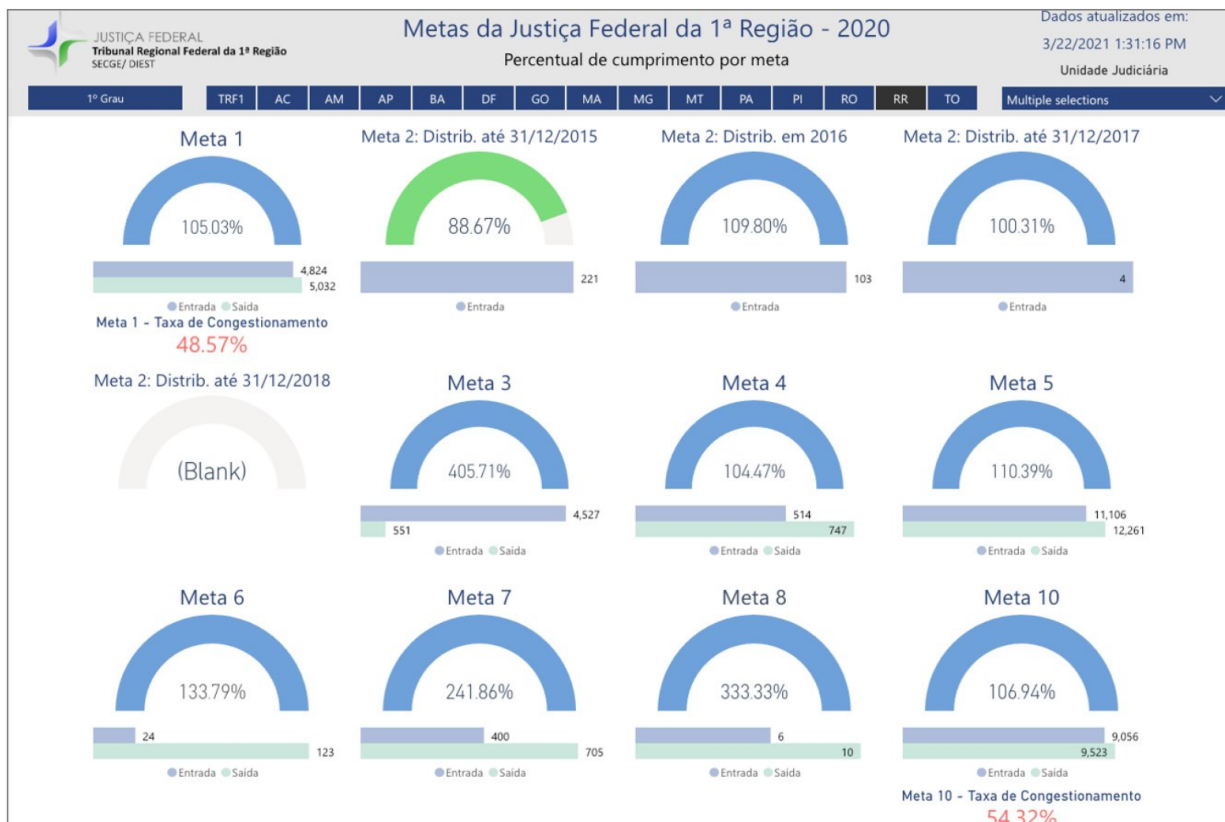 JUSTIÇA FEDERAL
Tribunal Regional Federal da 1ª Região
SECGE/ DIEST
Metas da Justiça Federal da 1ª Região - 2020
Percentual de cumprimento por meta
Dados atualizados em:
3/22/2021 1:31:16 PM
Unidade Judiciária
1º Grau
TRF1 AC AM AP BA DF GO MA MG MT PA PI RO RR TO
Multiple selections
Meta 1
105.03%
4,824
5,032
Entrada Saída
Meta 1 - Taxa de Congestionamento
48.57%
Meta 2: Distrib. até 31/12/2015
88.67%
221
Entrada
Meta 2: Distrib. em 2016
109.80%
103
Entrada
Meta 2: Distrib. até 31/12/2017
100.31%
4
Entrada
Meta 2: Distrib. até 31/12/2018
(Blank)
Meta 3
405.71%
4,527
551
Entrada Saída
Meta 4
104.47%
514
747
Entrada Saída
Meta 5
110.39%
11,106
12,261
Entrada Saída
Meta 6
133.79%
24
123
Entrada Saída
Meta 7
241.86%
400
705
Entrada Saída
Meta 8
333.33%
6
10
Entrada Saída
Meta 10
106.94%
9,056
9,523
Entrada Saída
Meta 10 - Taxa de Congestionamento
54.32%